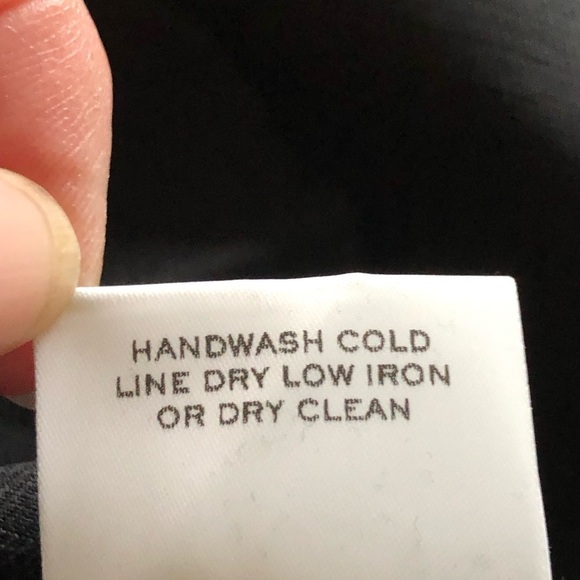 HANDWASH COLD
LINE DRY LOW IRON
OR DRY CLEAN